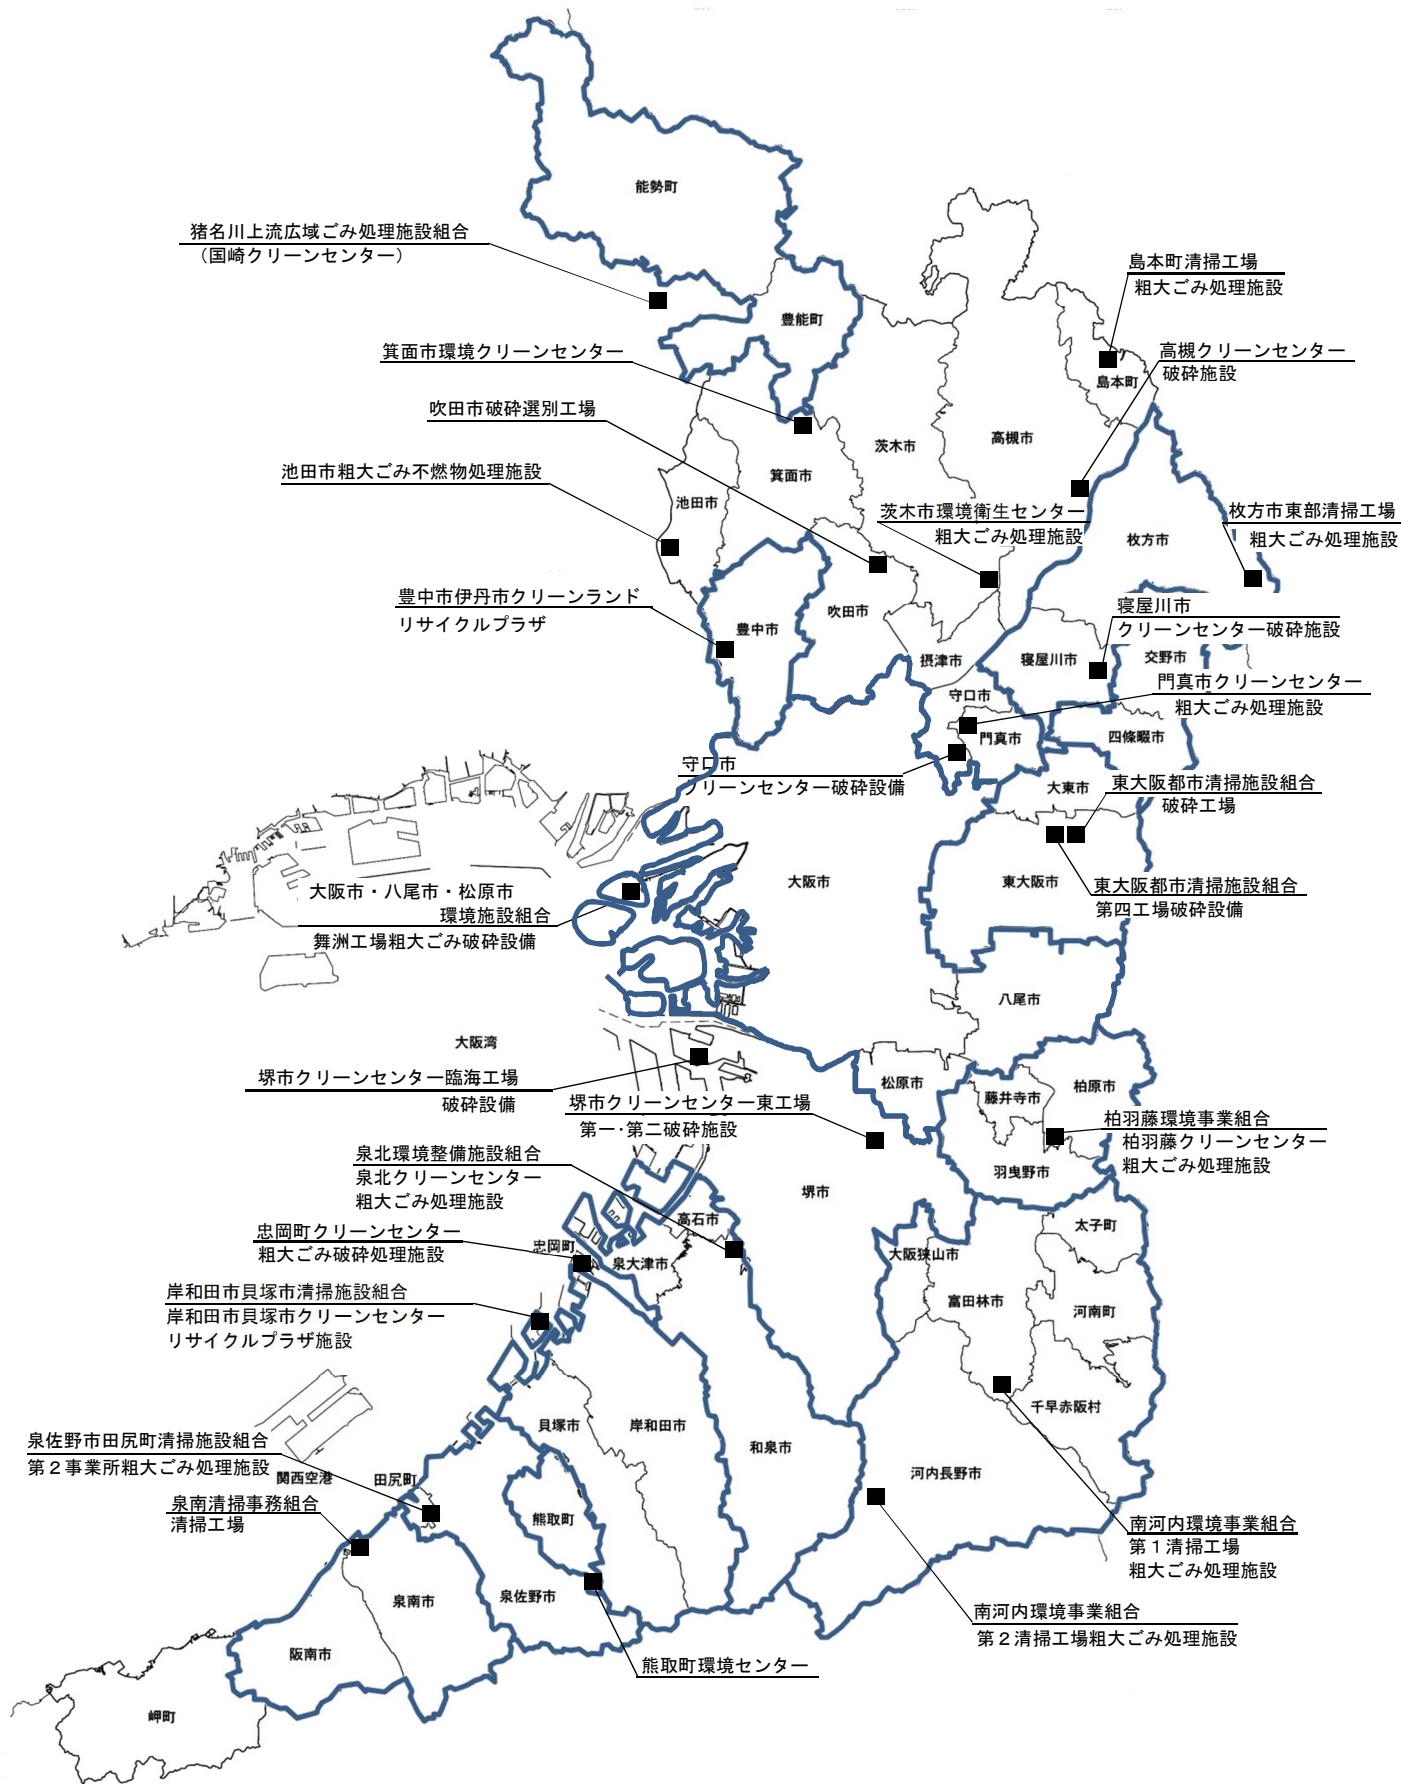 能勢町
猪名川上流広域ごみ処理施設組合
（国崎クリーンセンター）
島本町清掃工場
粗大ごみ処理施設
豊能町
箕面市環境クリーンセンター
高槻クリーンセンター
破砕施設
島本町
吹田市破砕選別工場
茨木市
高槻市
池田市粗大ごみ不燃物処理施設
箕面市
池田市
茨木市環境衛生センター
粗大ごみ処理施設
枚方市東部清掃工場
粗大ごみ処理施設
枚方市
豊中市伊丹市クリーンランド
リサイクルプラザ
豊中市
吹田市
寝屋川市
クリーンセンター破砕施設
摂津市
寝屋川市
交野市
門真市クリーンセンター
粗大ごみ処理施設
守口市
門真市
四條畷市
守口市
クリーンセンター破砕設備
大東市
東大阪都市清掃施設組合
破砕工場
大阪市
東大阪市
東大阪都市清掃施設組合
第四工場破砕設備
大阪市・八尾市・松原市
環境施設組合
舞洲工場粗大ごみ破砕設備
八尾市
大阪湾
堺市クリーンセンター臨海工場
破砕設備
松原市
藤井寺市
柏原市
堺市クリーンセンター東工場
第一・第二破砕施設
柏羽藤環境事業組合
柏羽藤クリーンセンター
粗大ごみ処理施設
泉北環境整備施設組合
泉北クリーンセンター
粗大ごみ処理施設
羽曳野市
堺市
高石市
太子町
忠岡町クリーンセンター
粗大ごみ破砕処理施設
忠岡町
泉大津市
大阪狭山市
岸和田市貝塚市清掃施設組合
岸和田市貝塚市クリーンセンター
リサイクルプラザ施設
富田林市
河南町
千早赤阪村
貝塚市
岸和田市
和泉市
泉佐野市田尻町清掃施設組合
第２事業所粗大ごみ処理施設
関西空港
田尻町
河内長野市
泉南清掃事務組合
清掃工場
熊取町
南河内環境事業組合
第１清掃工場
粗大ごみ処理施設
泉南市
泉佐野市
南河内環境事業組合
第２清掃工場粗大ごみ処理施設
阪南市
熊取町環境センター
岬町